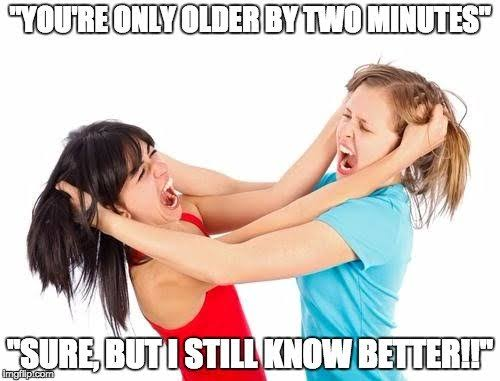 "YOU'RE ONLY OLDER BY TWO MINUTES"
"SURE, BUT I STILL KNOW BETTER!!"
imgflip.com